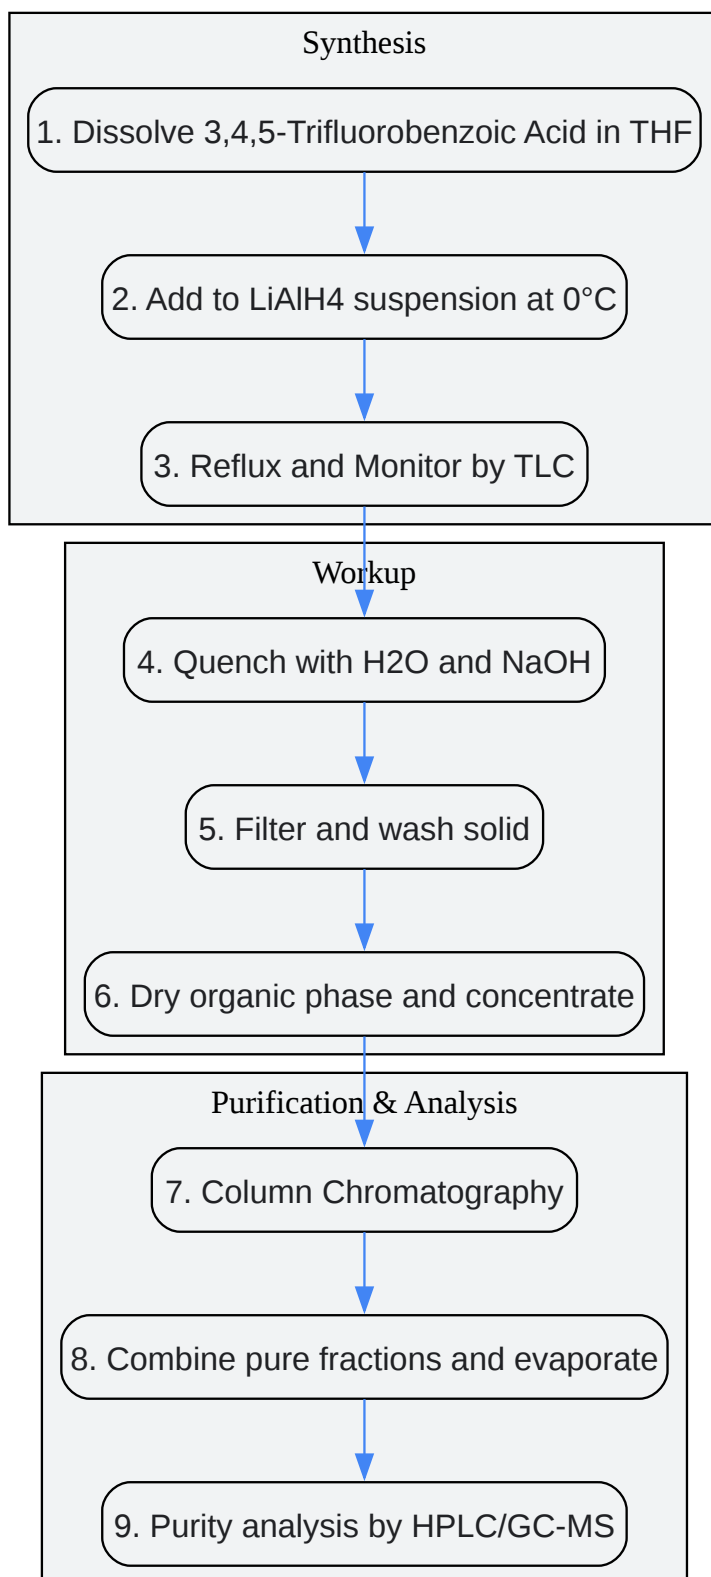 Synthesis
1. Dissolve 3,4,5-Trifluorobenzoic Acid in THF
2. Add to LiAlH4 suspension at 0°C
3. Reflux and Monitor by TLC
Workup
4. Quench with H2O and NaOH
5. Filter and wash solid
6. Dry organic phase and concentrate
Purification & Analysis
7. Column Chromatography
8. Combine pure fractions and evaporate
9. Purity analysis by HPLC/GC-MS